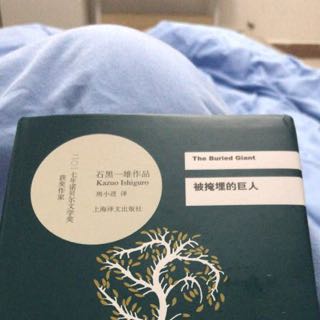 二〇一七年诺贝尔文学奖
获奖作家
石黑一雄作品
Kazuo Ishiguro
周小进 译
上海译文出版社
The Buried Giant
被掩埋的巨人